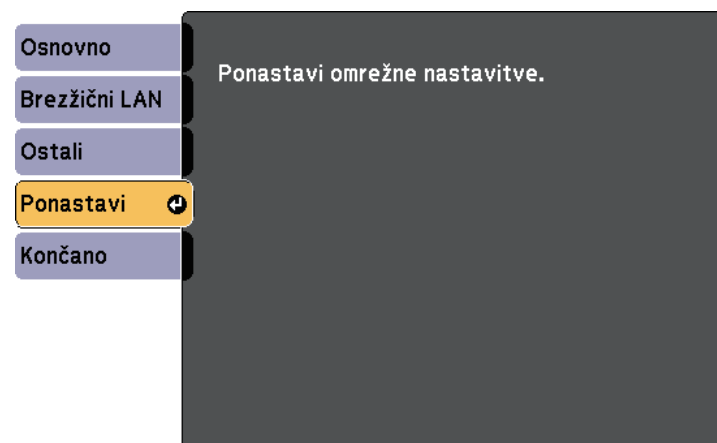 Osnovno
Brezžični LAN
Ostali
Ponastavi
Končano
Ponastavi omrežne nastavitve.